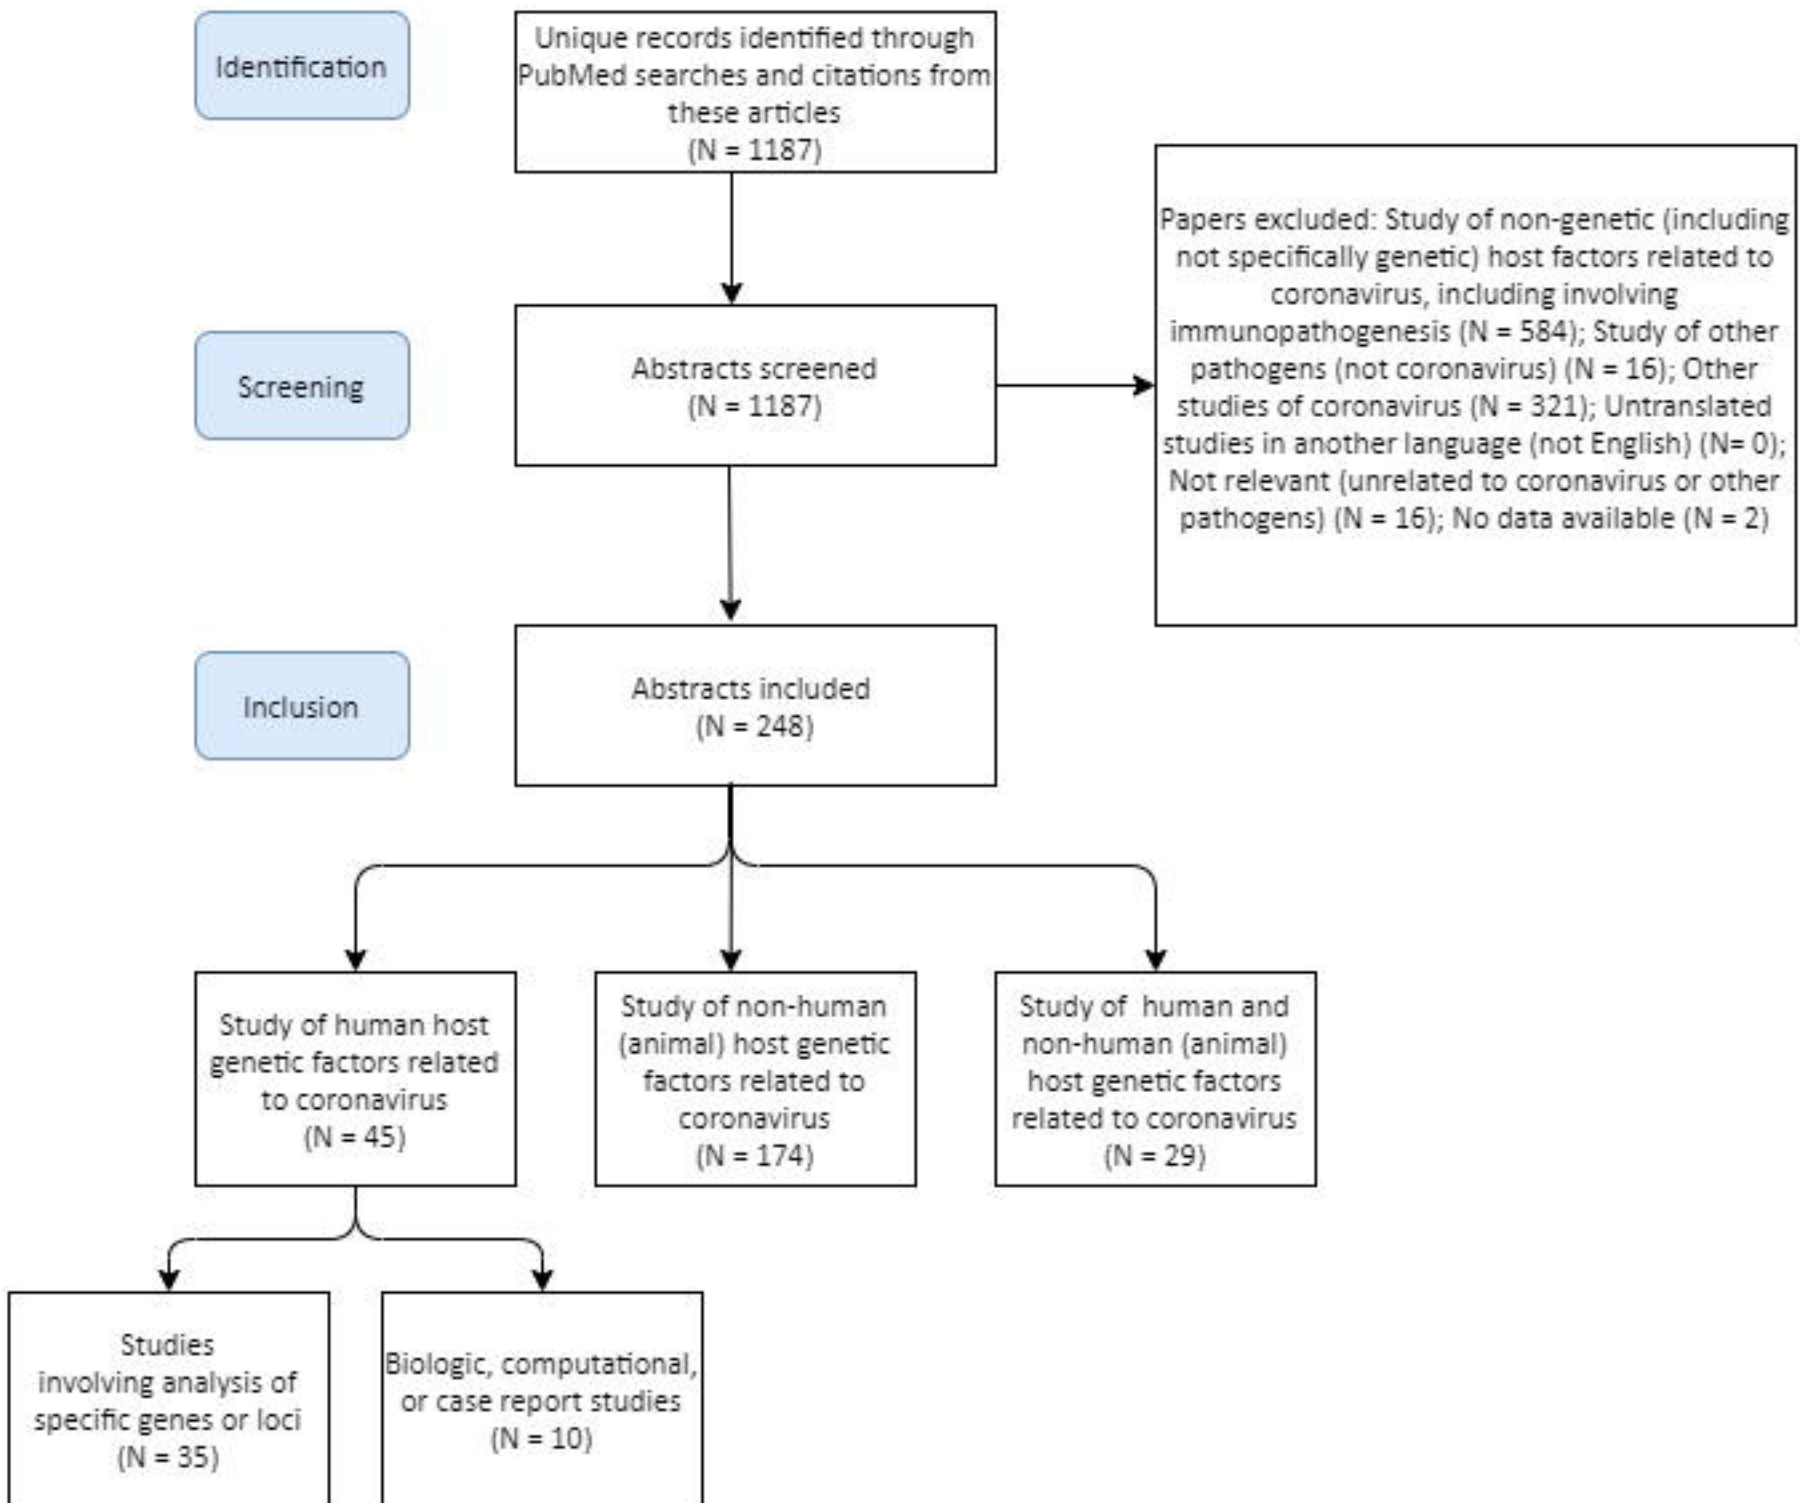 Identification
Unique records identified through
PubMed searches and citations from
these articles
(N = 1187)
Papers excluded: Study of non-genetic (including
not specifically genetic) host factors related to
coronavirus, including involving
immunopathogenesis (N = 584); Study of other
pathogens (not coronavirus) (N = 16); Other
studies of coronavirus (N = 321); Untranslated
studies in another language (not English) (N= 0);
Not relevant (unrelated to coronavirus or other
pathogens) (N = 16); No data available (N = 2)
Screening
Abstracts screened
(N = 1187)
Inclusion
Abstracts included
(N = 248)
Study of human host
genetic factors related
to coronavirus
(N = 45)
Study of non-human
(animal) host genetic
factors related to
coronavirus
(N = 174)
Study of  human and
non-human (animal)
host genetic factors
related to coronavirus
(N = 29)
Studies
involving analysis of
specific genes or loci
(N = 35)
Biologic, computational,
or case report studies
(N = 10)